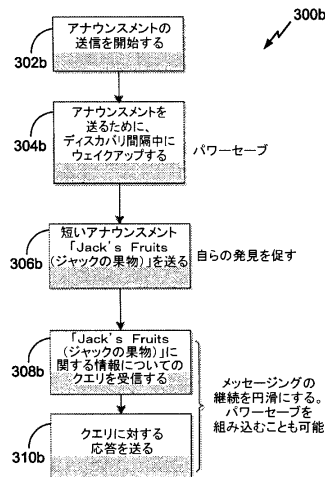 300b
アナウンスメントの
送信を開始する
302b
アナウンスメントを
送るために、
ディスカバリ間隔中に
ウェイクアップする
304b
パワーセーブ
短いアナウンスメント
「Jack's Fruits
(ジャックの果物)」を送る
306b
自らの発見を促す
「Jack's Fruits
(ジャックの果物)」に
関する情報についての
クエリを受信する
308b
メッセージングの
継続を円滑にする。
パワーセーブを
組み込むことも可能
クエリに対する
応答を送る
310b